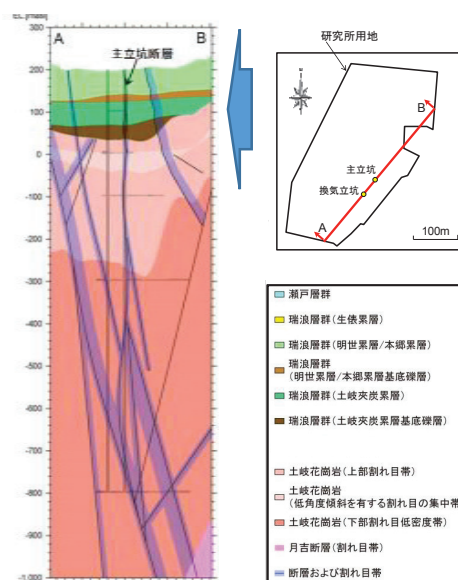 EL.[masl]
300
A
B
主立坑断層
200
100
0
-100
-200
-300
-400
-500
-600
-700
-800
-900
-1,000
研究所用地
B
主立坑
換気立坑
A
100m
瀬戸層群
瑞浪層群(生俵累層)
瑞浪層群(明世累層/本郷累層)
瑞浪層群
(明世累層/本郷累層基底礫層)
瑞浪層群(土岐夾炭累層)
瑞浪層群(土岐夾炭累層基底礫層)
土岐花崗岩(上部割れ目帯)
土岐花崗岩
(低角度傾斜を有する割れ目の集中帯
土岐花崗岩(下部割れ目低密度帯)
月吉断層(割れ目帯)
断層および割れ目帯